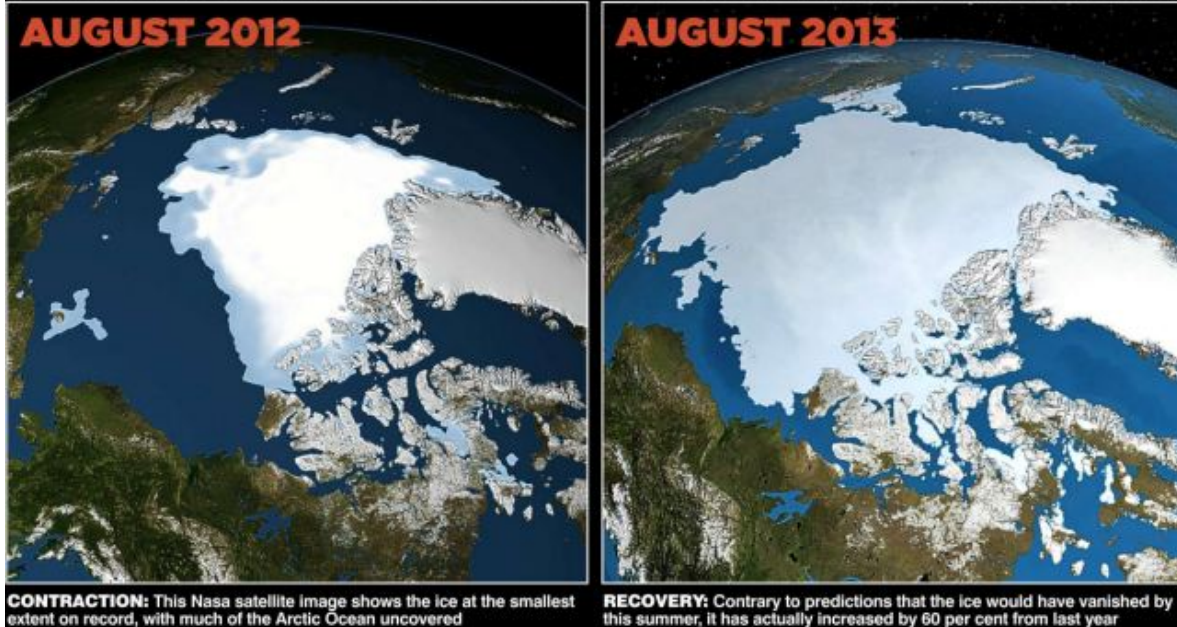 AUGUST 2012
AUGUST 2013
CONTRACTION: This Nasa satellite image shows the ice at the smallest
extent on record, with much of the Arctic Ocean uncovered
RECOVERY: Contrary to predictions that the ice would have vanished by
this summer, it has actually increased by 60 per cent from last year